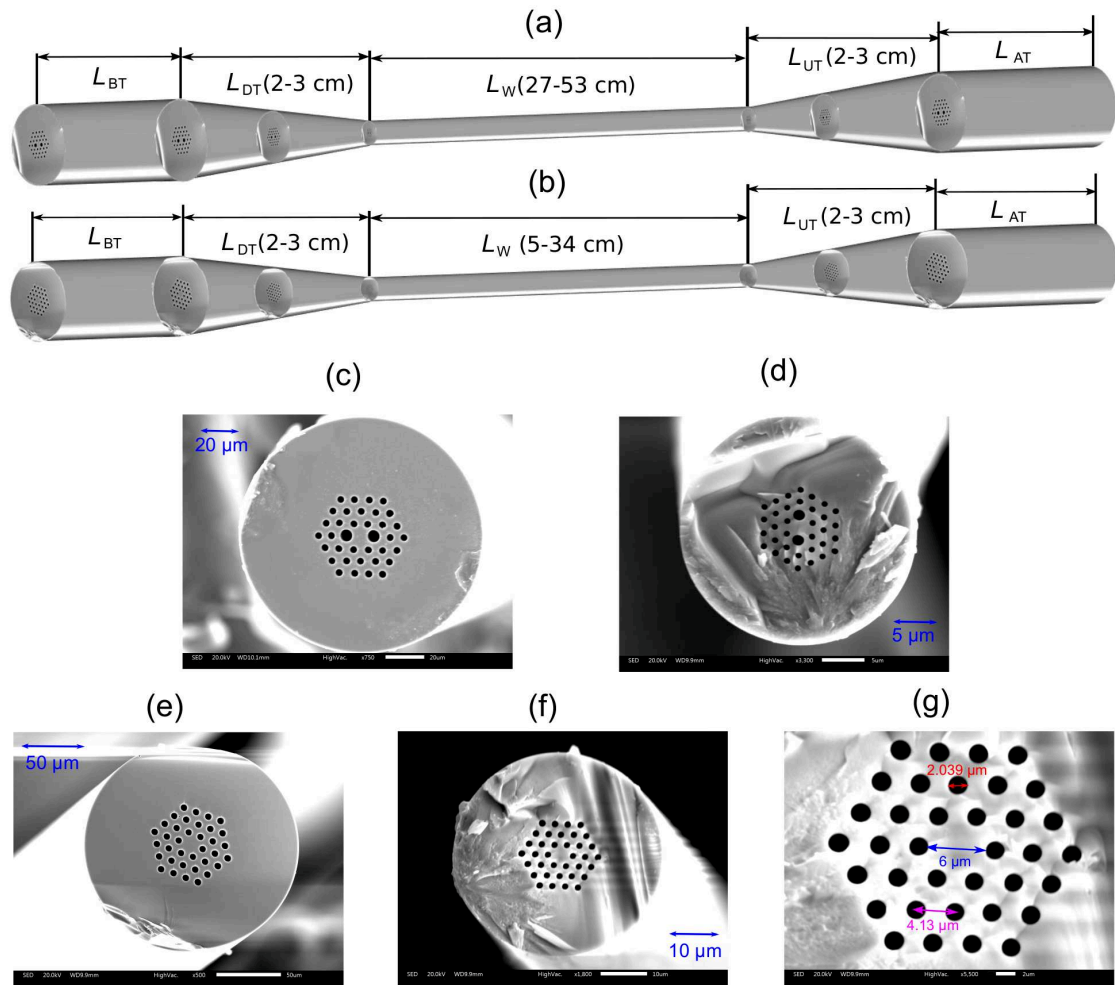 (a)
L_BT
L_DT(2-3 cm)
L_W(27-53 cm)
L_UT(2-3 cm)
L_AT
(b)
L_BT
L_DT(2-3 cm)
L_W (5-34 cm)
L_UT(2-3 cm)
L_AT
(c)
20 µm
SED 20.0kV WD10.1mm HighVac. x750 20um
(d)
5 µm
SED 20.0kV WD9.9mm HighVac. x3,300 5um
(e)
50 µm
SED 20.0kV WD9.9mm HighVac. x500 50um
(f)
10 µm
SED 20.0kV WD9.9mm HighVac. x1,800 10um
(g)
2.039 µm
6 µm
4.13 µm
SED 20.0kV WD9.9mm HighVac. x5,500 2um